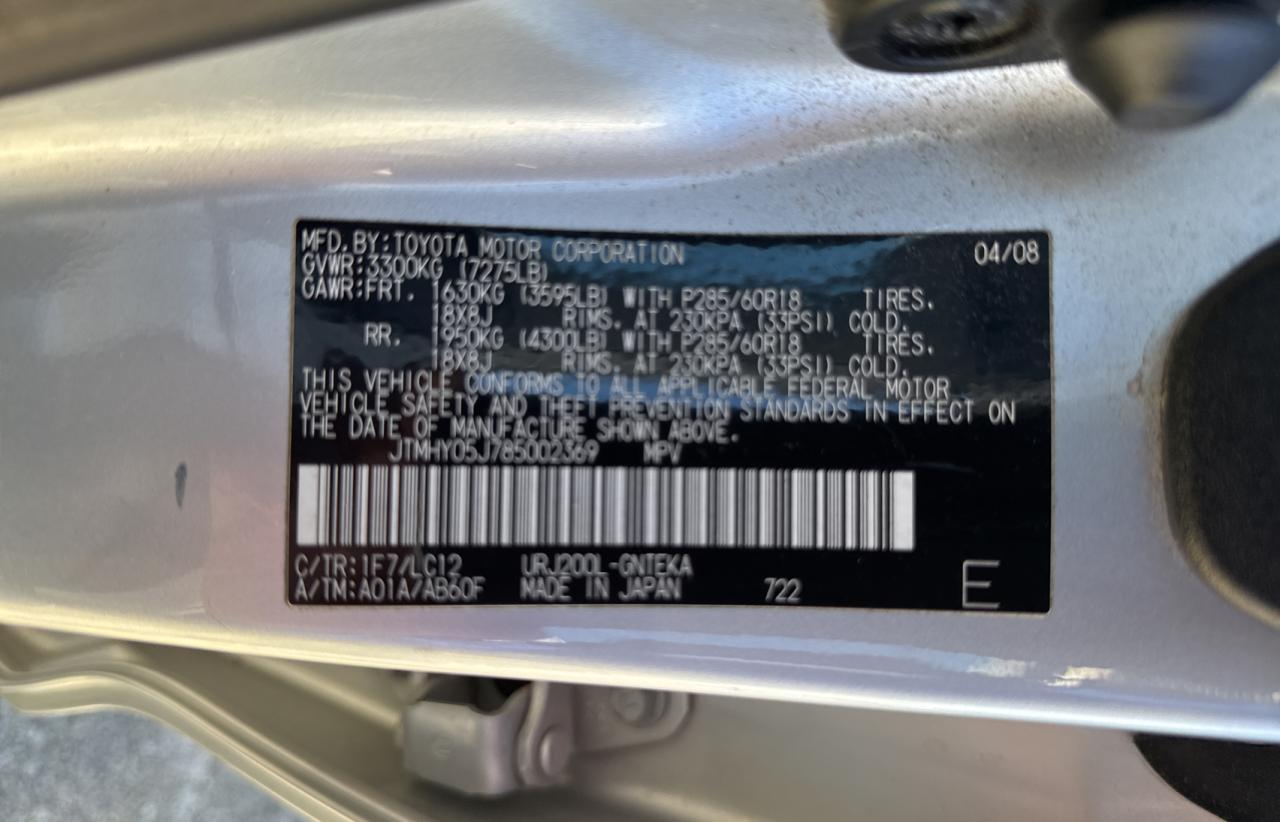 MFD.BY:TOYOTA MOTOR CORPORATION 04/08
GVWR:3300KG (7275LB)
GAWR:FRT. 1630KG (3595LB) WITH P285/60R18 TIRES.
18X8J RIMS. AT 230KPA (33PSI) COLD.
RR. 1950KG (4300LB) WITH P285/60R18 TIRES.
18X8J RIMS. AT 230KPA (33PSI) COLD.
THIS VEHICLE CONFORMS TO ALL APPLICABLE FEDERAL MOTOR
VEHICLE SAFETY AND THEFT PREVENTION STANDARDS IN EFFECT ON
THE DATE OF MANUFACTURE SHOWN ABOVE.
JTMHY05J785002369 MPV
C/TR:1F7/LC12 URJ200L-GNTEKA
A/TM:A01A/AB60F MADE IN JAPAN 722 E